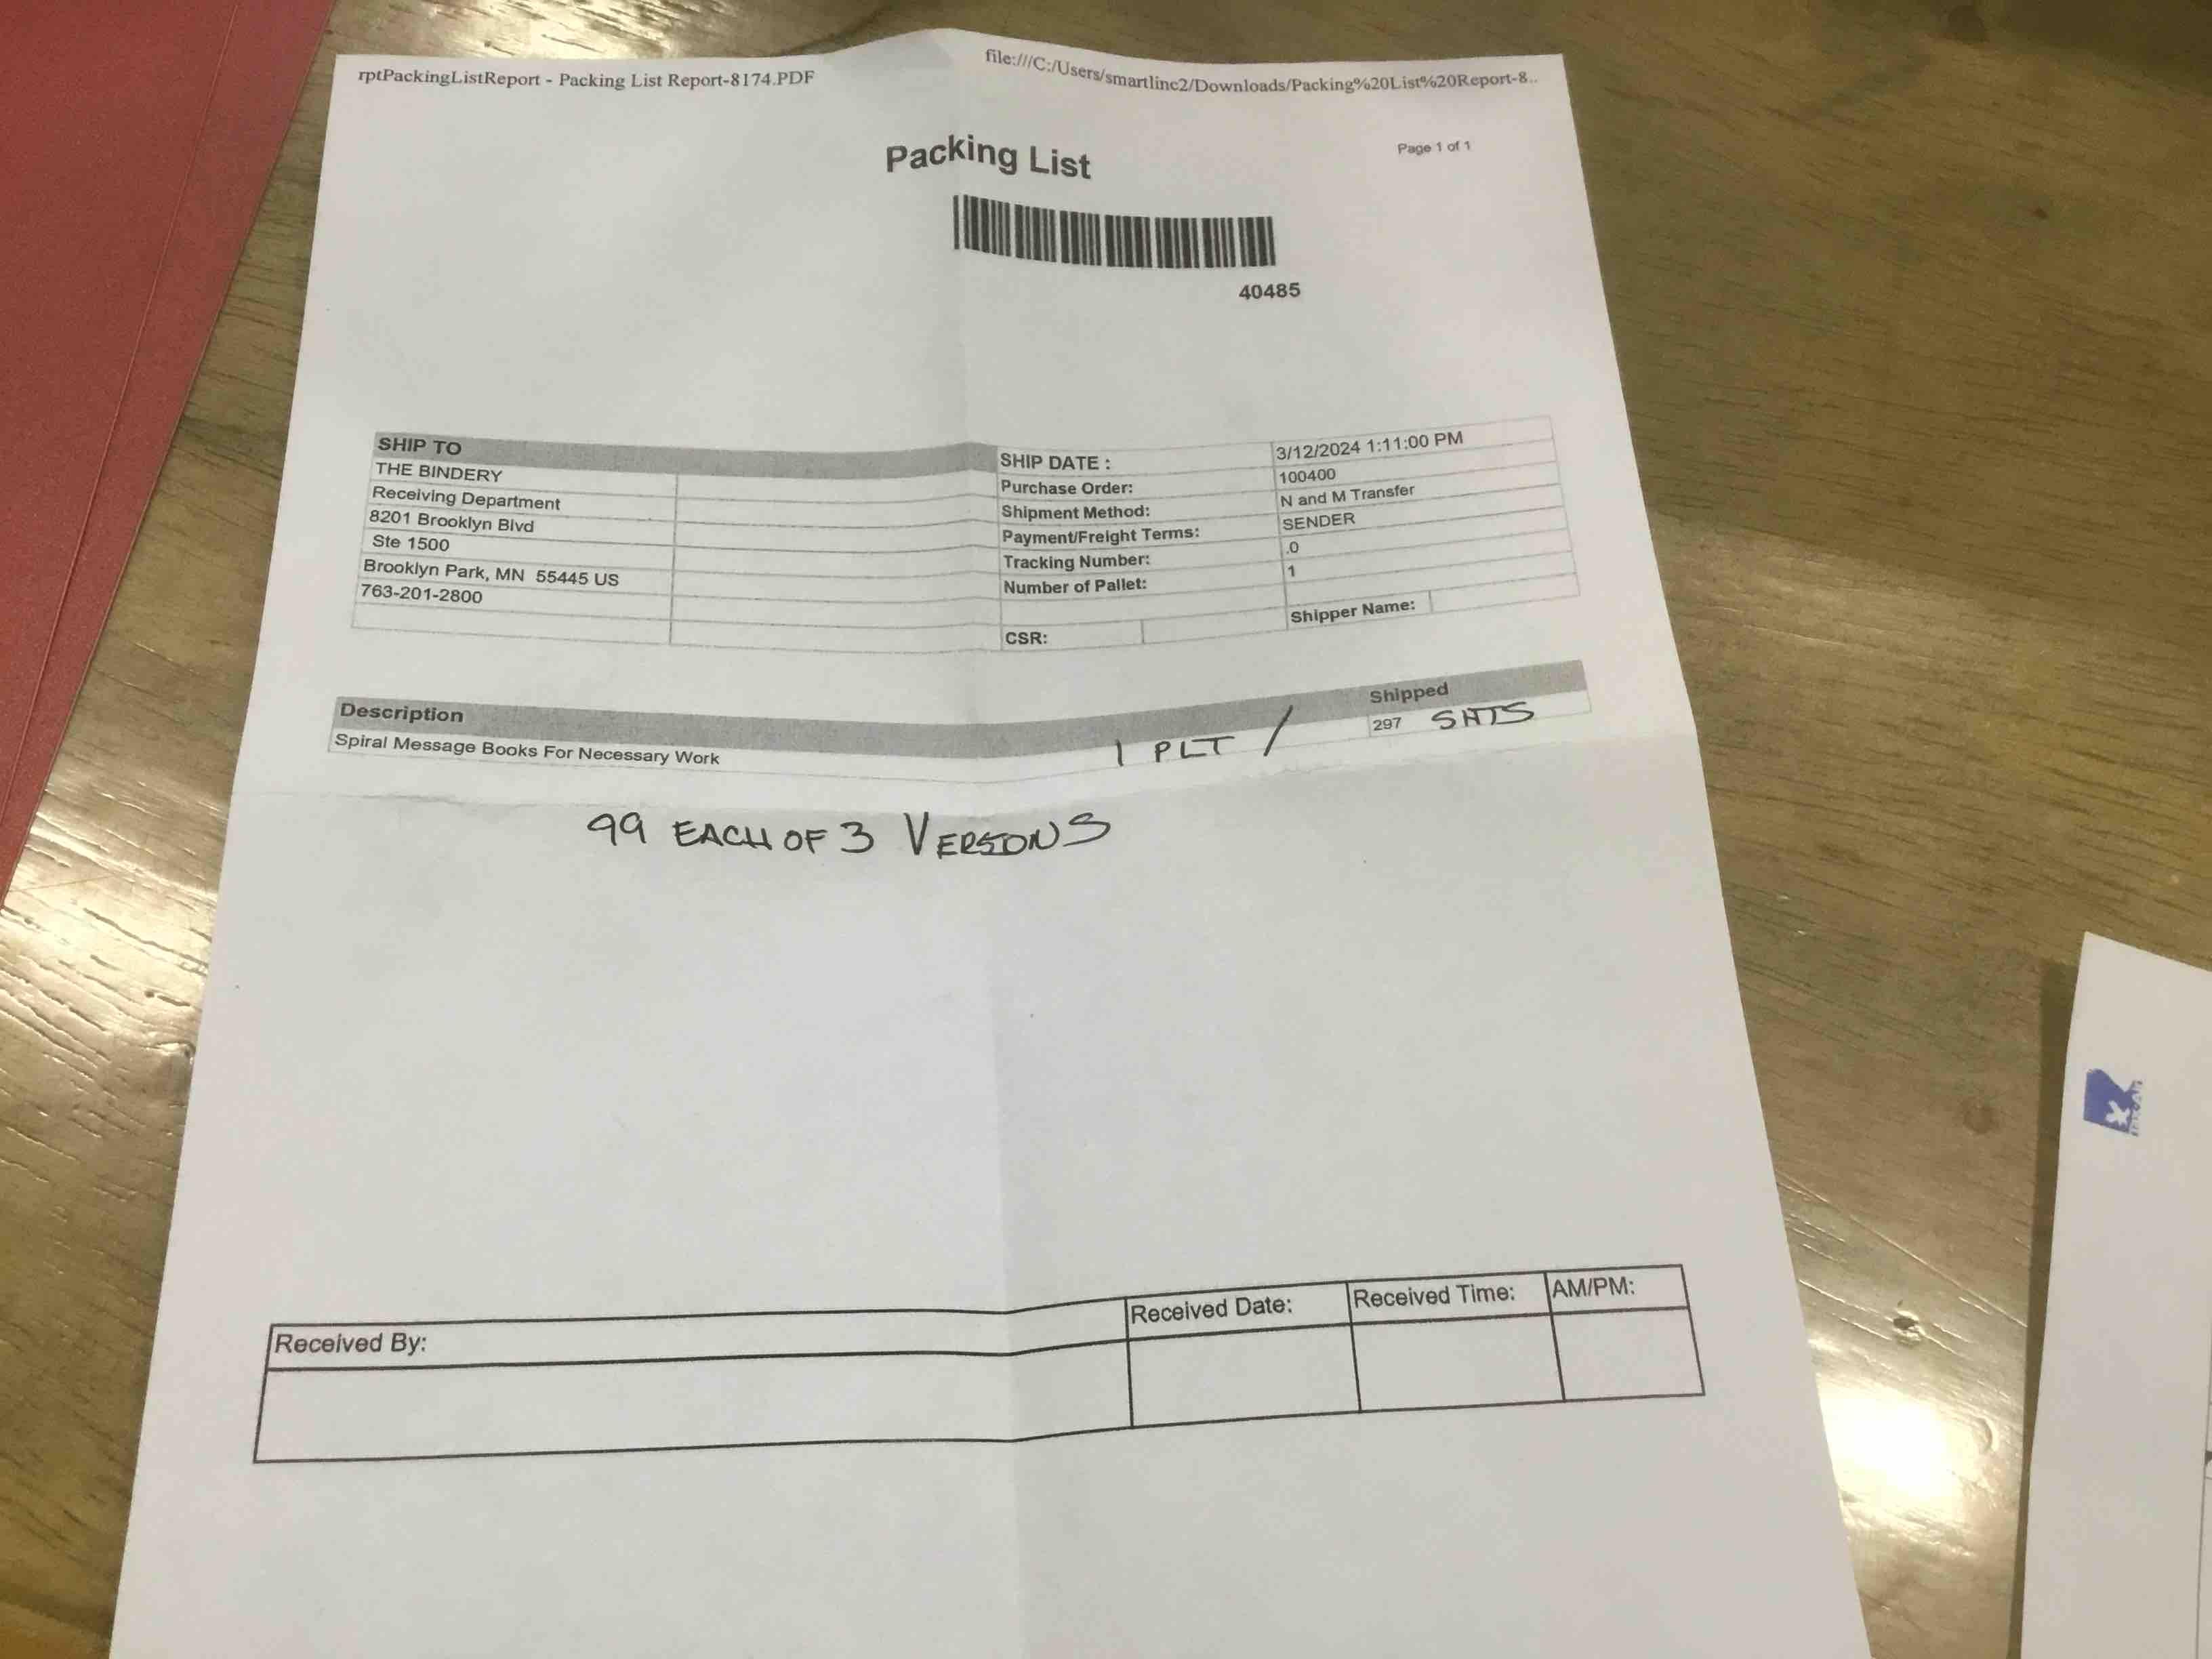 rptPackingListReport - Packing List Report-8174.PDF
file:///C:/Users/smartlinc2/Downloads/Packing%20List%20Report-8..
Packing List
Page 1 of 1
40485
SHIP TO
THE BINDERY
Receiving Department
8201 Brooklyn Blvd
Ste 1500
Brooklyn Park, MN 55445 US
763-201-2800
SHIP DATE : 3/12/2024 1:11:00 PM
Purchase Order: 100400
Shipment Method: N and M Transfer
Payment/Freight Terms: SENDER
Tracking Number: .0
Number of Pallet: 1
CSR: Shipper Name:
Description Shipped
Spiral Message Books For Necessary Work 1 PLT / 297 SHTS
99 EACH OF 3 VERSONS
Received By: Received Date: Received Time: AM/PM: